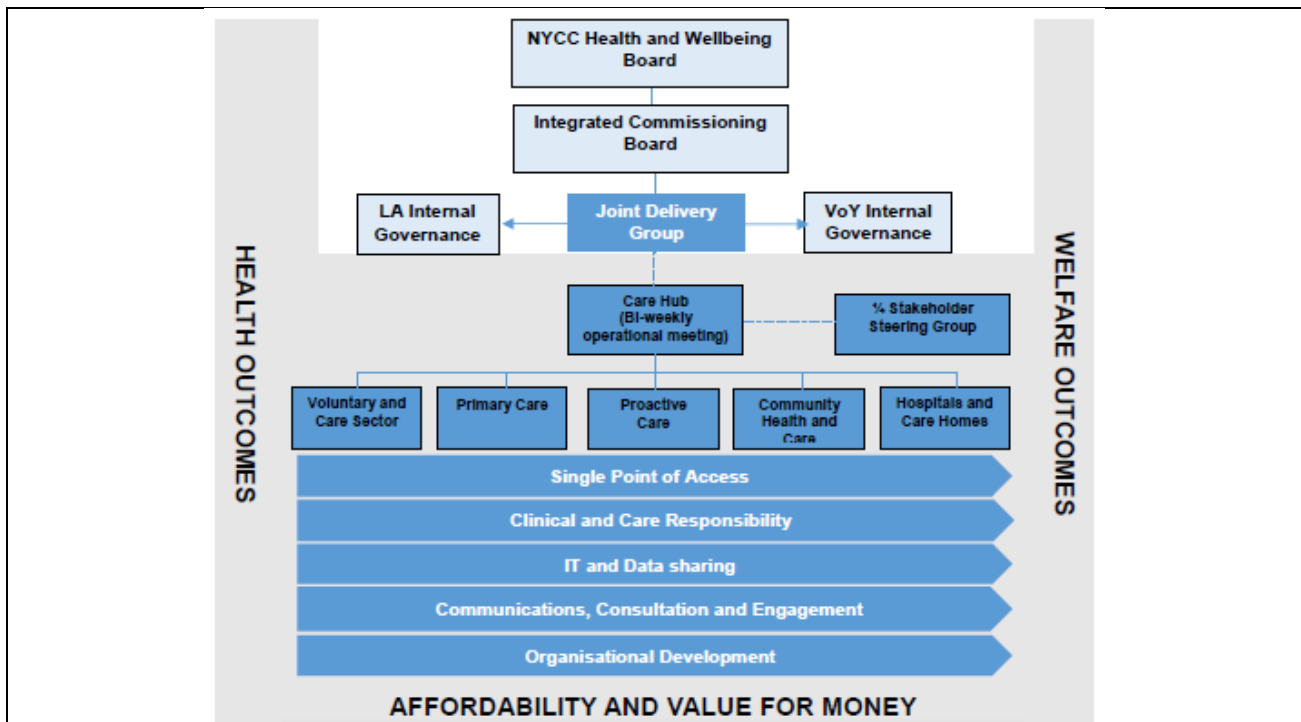 NYCC Health and Wellbeing
Board
Integrated Commissioning
Board
LA Internal
Governance
Joint Delivery
Group
VoY Internal
Governance
HEALTH OUTCOMES
WELFARE OUTCOMES
Care Hub
(Bi-weekly
operational meeting)
¼ Stakeholder
Steering Group
Voluntary and
Care Sector
Primary Care
Proactive
Care
Community
Health and
Care
Hospitals and
Care Homes
Single Point of Access
Clinical and Care Responsibility
IT and Data sharing
Communications, Consultation and Engagement
Organisational Development
AFFORDABILITY AND VALUE FOR MONEY